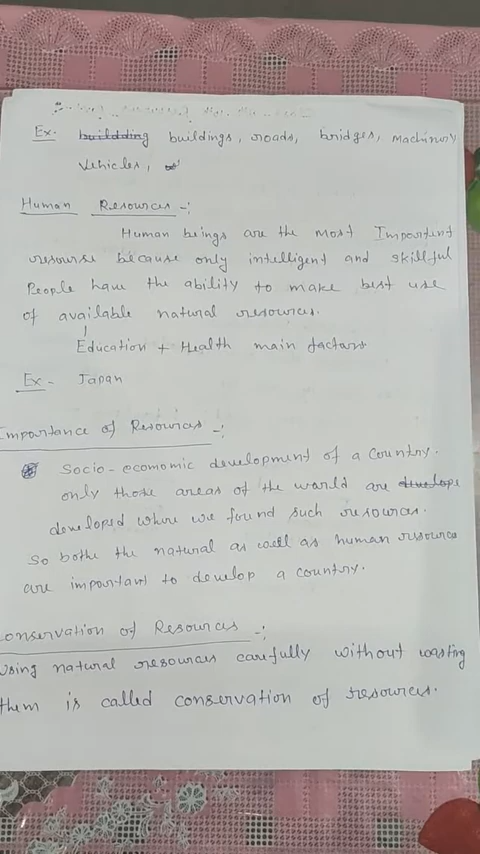 Ex- buildding buildings, roads, bridges, Machinery
Vehicles,
Human Resources -:
Human beings are the most Important
resourse because only intelligent and skillful
People have the ability to make best use
of available natural resources.
Education + Health main factors
Ex- Japan
Importance of Resources -:
Socio-economic development of a country.
only those areas of the world are develope
developed where we found such resources.
So bothe the natural as well as human resource
are important to develop a country.
Conservation of Resources -:
Using natural resources carefully without wasting
them is called conservation of resources.